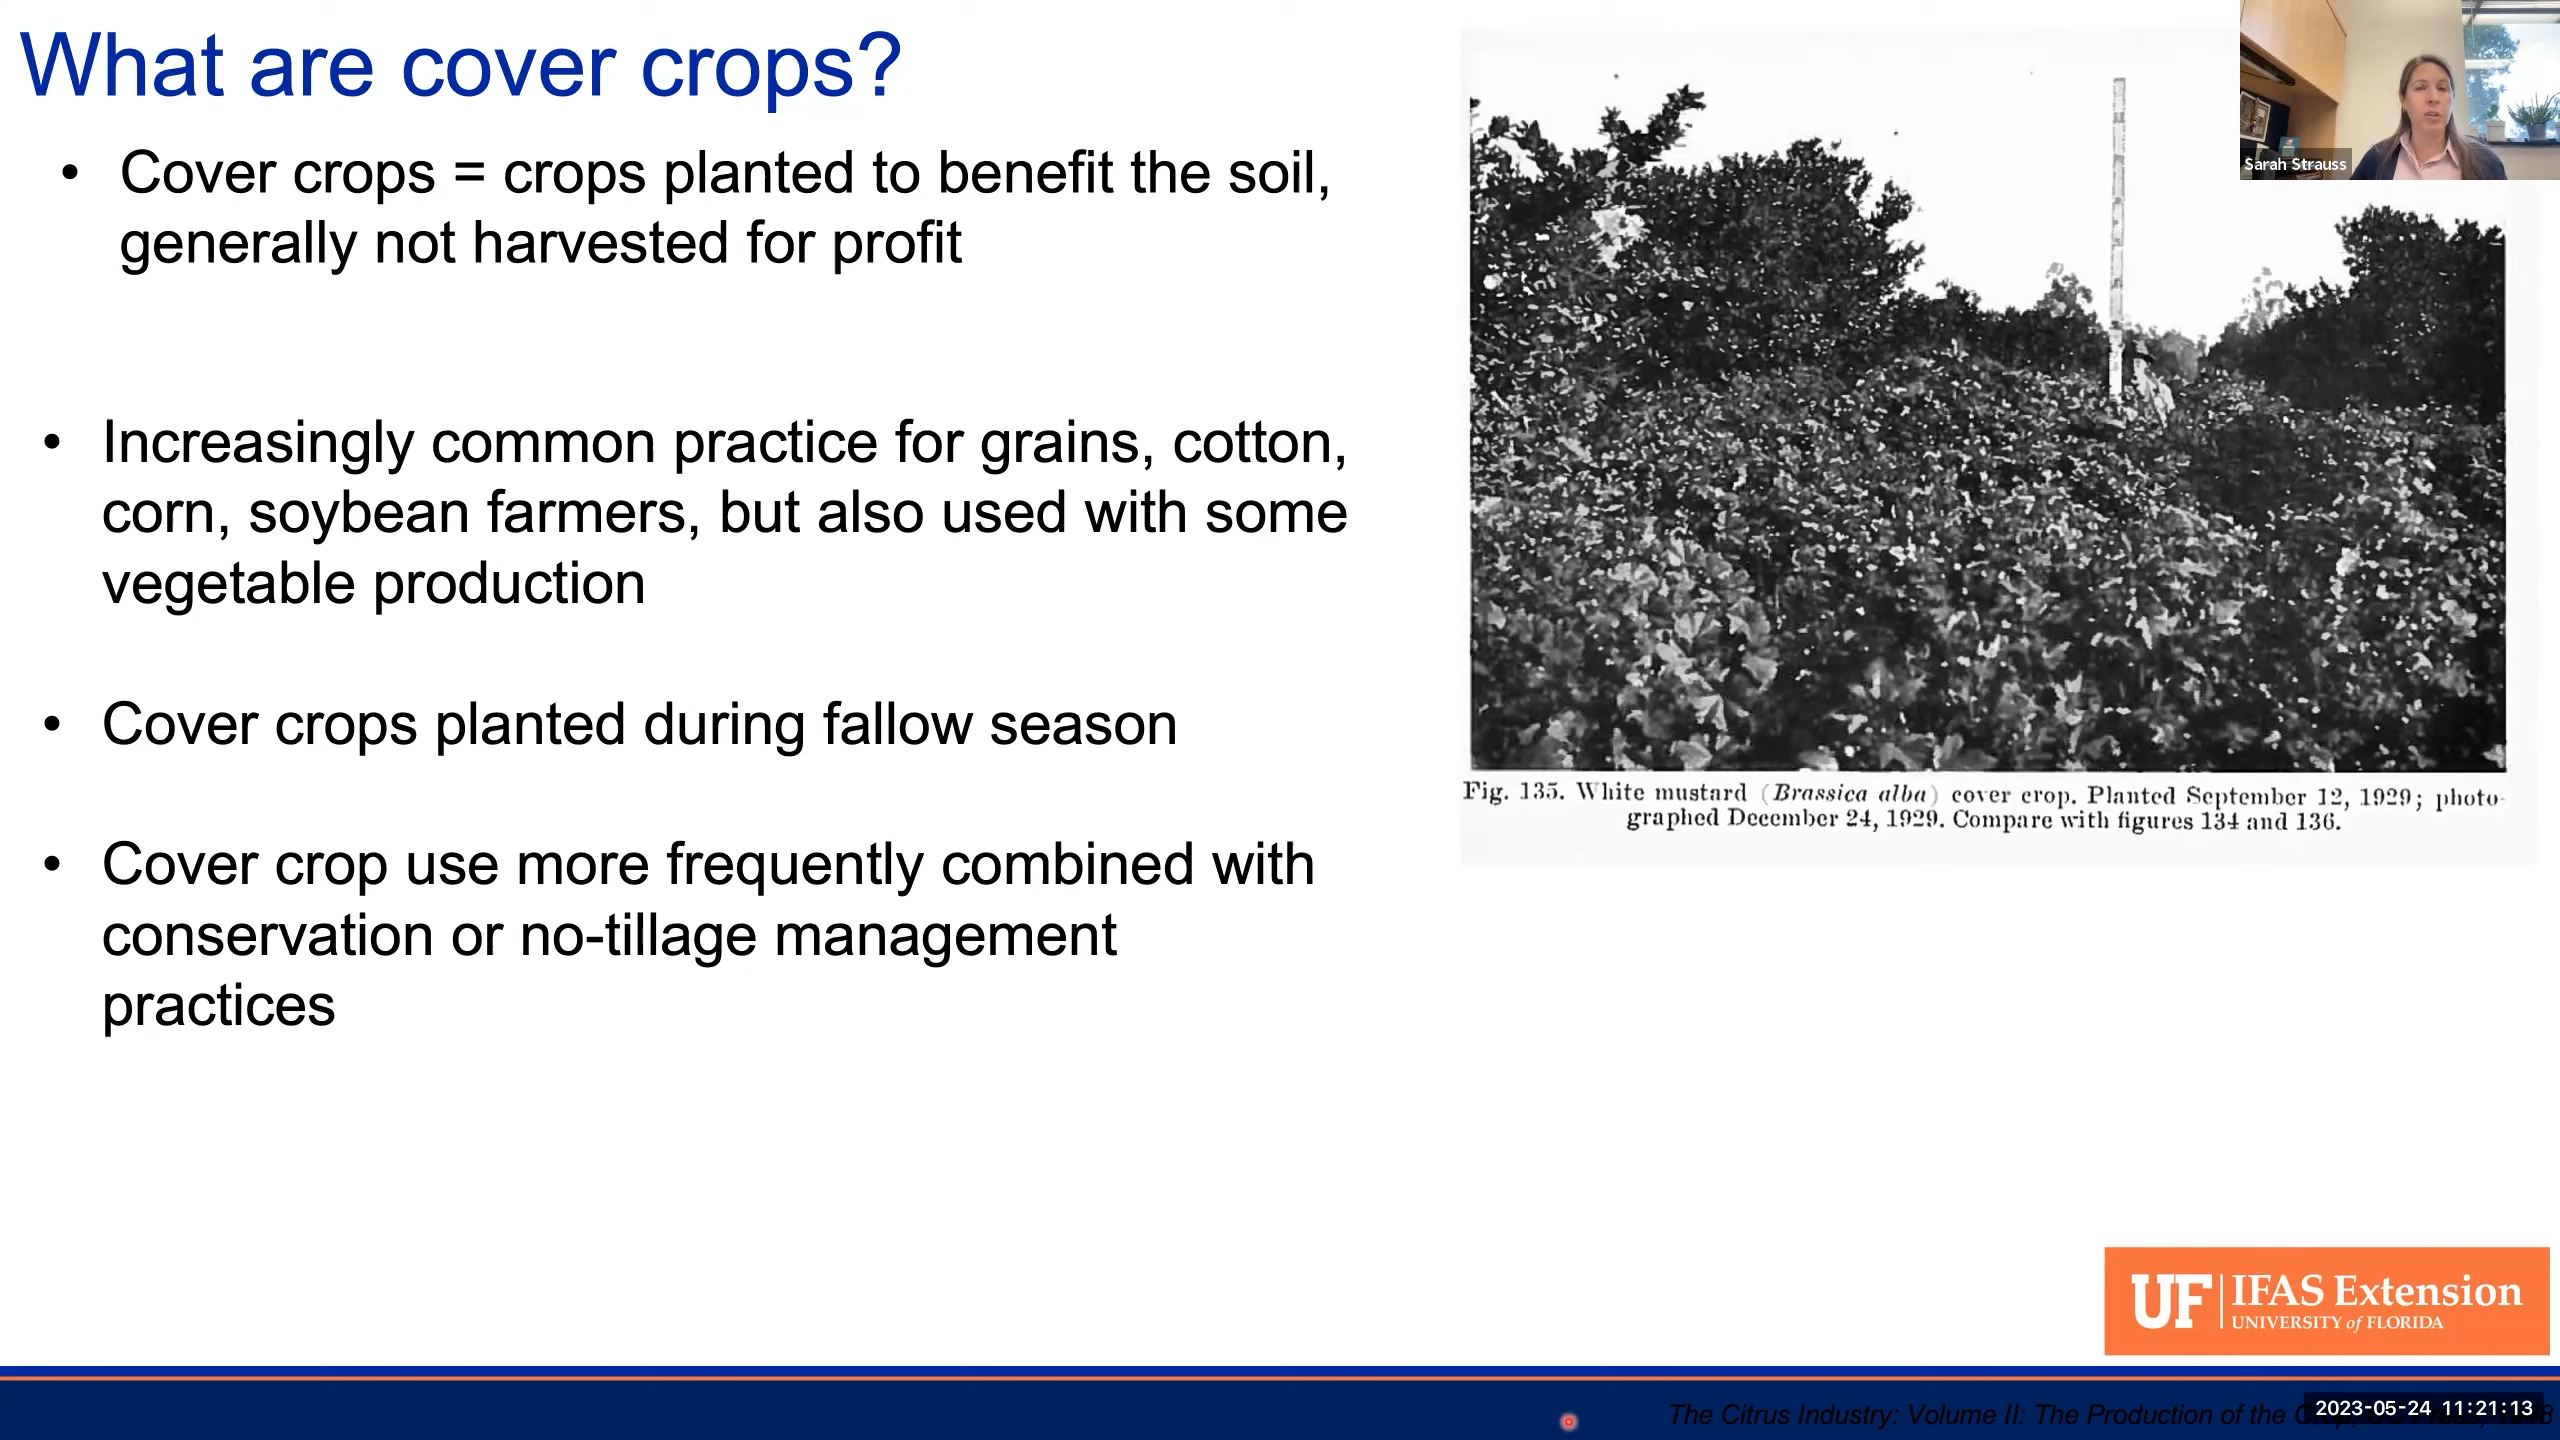 What are cover crops?
• Cover crops = crops planted to benefit the soil,
generally not harvested for profit
• Increasingly common practice for grains, cotton,
corn, soybean farmers, but also used with some
vegetable production
• Cover crops planted during fallow season
• Cover crop use more frequently combined with
conservation or no-tillage management
practices
Sarah Strauss
Fig. 135. White mustard (Brassica alba) cover crop. Planted September 12, 1929; photo-
graphed December 24, 1929. Compare with figures 134 and 136.
UF IFAS Extension
UNIVERSITY of FLORIDA
The Citrus Industry: Volume II: The Production of the
2023-05-24 11:21:13